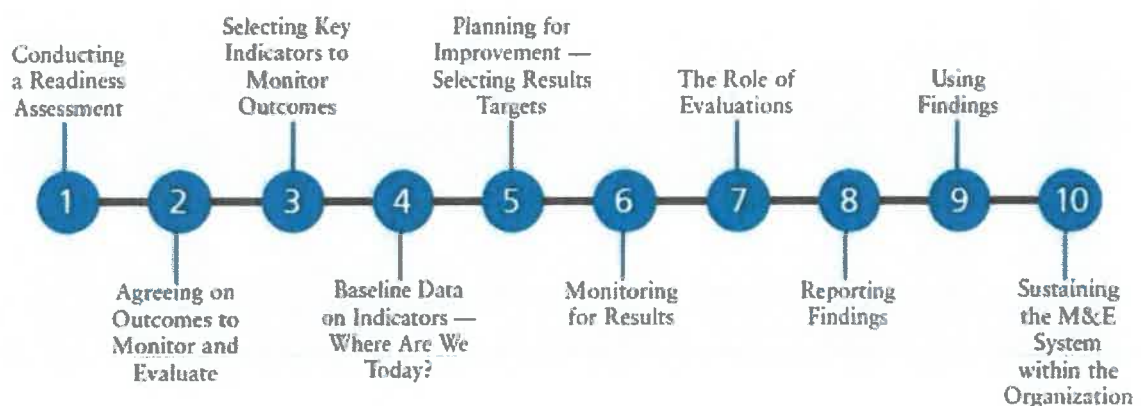 Conducting
a Readiness
Assessment
Selecting Key
Indicators to
Monitor
Outcomes
Planning for
Improvement —
Selecting Results
Targets
The Role of
Evaluations
Using
Findings
1 2 3 4 5 6 7 8 9 10
Agreeing on
Outcomes to
Monitor and
Evaluate
Baseline Data
on Indicators —
Where Are We
Today?
Monitoring
for Results
Reporting
Findings
Sustaining
the M&E
System
within the
Organization